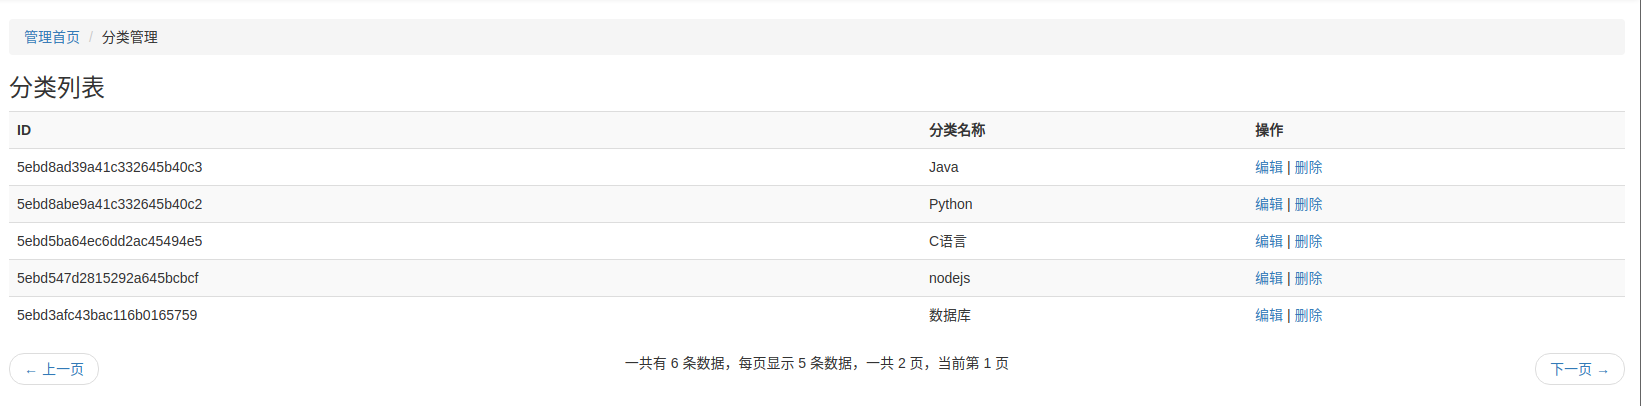 管理首页 / 分类管理
分类列表
ID 分类名称 操作
5ebd8ad39a41c332645b40c3 Java 编辑 | 删除
5ebd8abe9a41c332645b40c2 Python 编辑 | 删除
5ebd5ba64ec6dd2ac45494e5 C语言 编辑 | 删除
5ebd547d2815292a645bcbcf nodejs 编辑 | 删除
5ebd3afc43bac116b0165759 数据库 编辑 | 删除
← 上一页 一共有 6 条数据，每页显示 5 条数据，一共 2 页，当前第 1 页 下一页 →